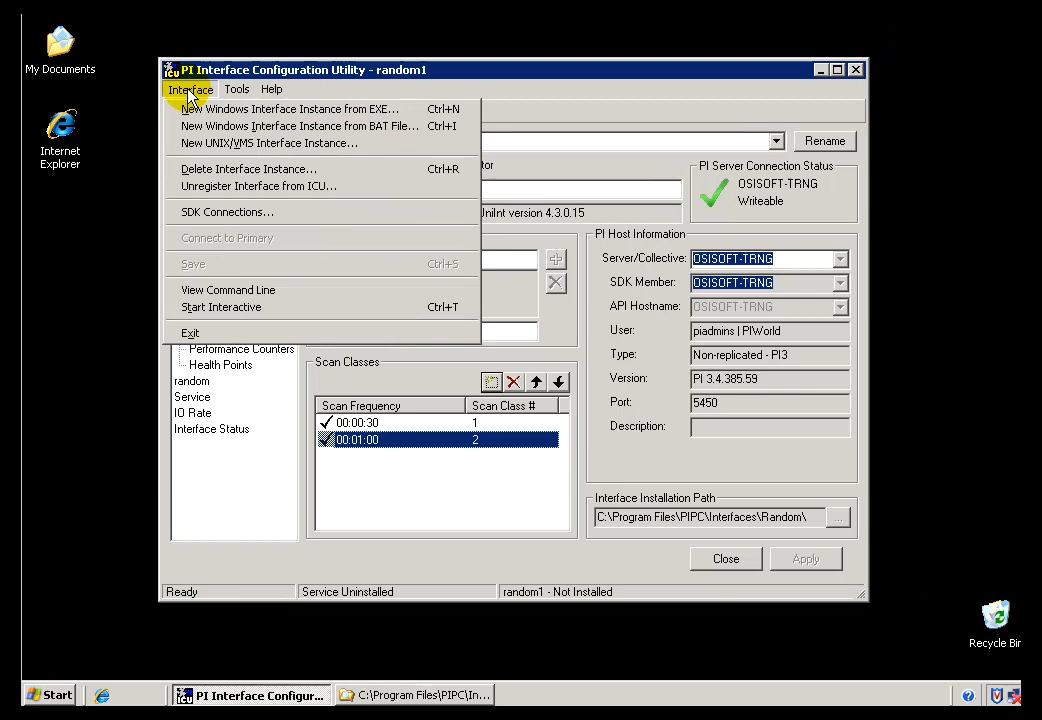 My Documents
Internet
Explorer
PI Interface Configuration Utility - random1
Interface Tools Help
New Windows Interface Instance from EXE... Ctrl+N
New Windows Interface Instance from BAT File... Ctrl+I
New UNIX/VMS Interface Instance...
Delete Interface Instance... Ctrl+R
Unregister Interface from ICU...
SDK Connections...
Connect to Primary
Save Ctrl+S
View Command Line
Start Interactive Ctrl+T
Exit
Rename
PI Server Connection Status
OSISOFT-TRNG
Writeable
UniInt version 4.3.0.15
PI Host Information
Server/Collective: OSISOFT-TRNG
SDK Member: OSISOFT-TRNG
API Hostname: OSISOFT-TRNG
User: piadmins | PIWorld
Type: Non-replicated - PI3
Version: PI 3.4.385.59
Port: 5450
Description:
Performance Counters
Health Points
random
Service
IO Rate
Interface Status
Scan Classes
Scan Frequency Scan Class #
00:00:30 1
00:01:00 2
Interface Installation Path
C:\Program Files\PIPC\Interfaces\Random\ ...
Close Apply
Ready Service Uninstalled random1 - Not Installed
Recycle Bin
Start PI Interface Configur... C:\Program Files\PIPC\In...